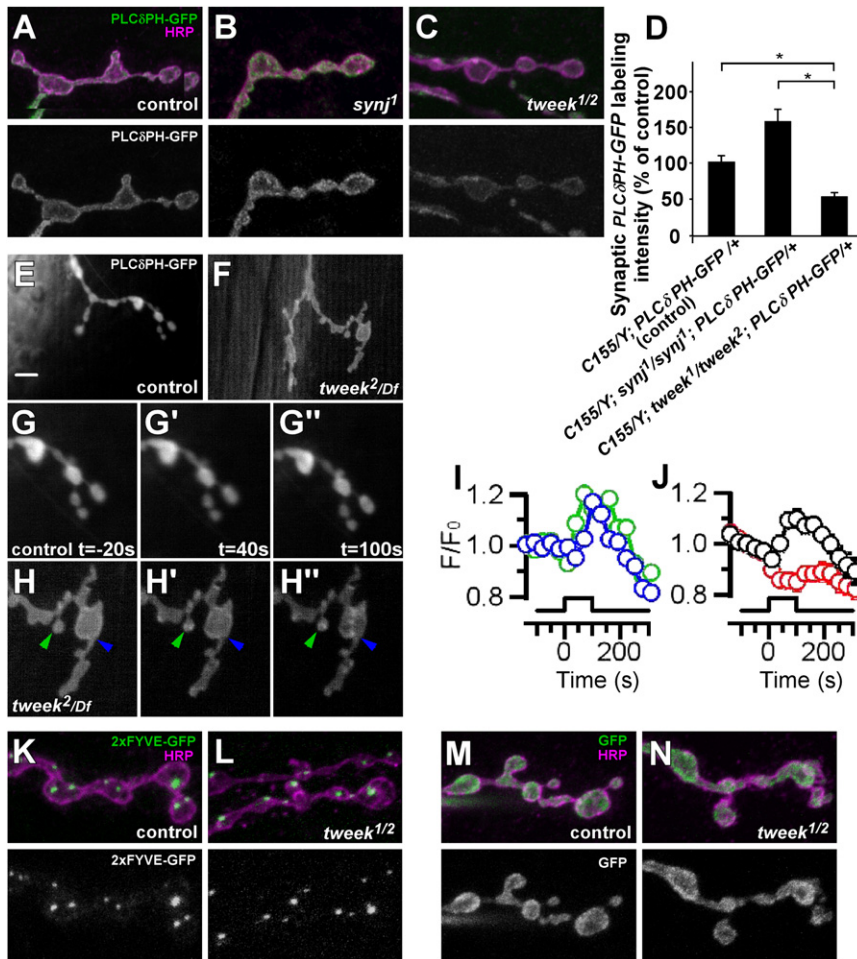 A
PLCδPH-GFP
HRP
control
PLCδPH-GFP
B
synj1
C
tweek1/2
D
Synaptic PLCδPH-GFP labeling
intensity (% of control)
200
150
100
50
0
*
*
C155/Y; PLCδPH-GFP/+
(control)
C155/Y; synj1/synj1; PLCδPH-GFP/+
C155/Y; tweek1/tweek2; PLCδPH-GFP/+
E
PLCδPH-GFP
control
F
tweek2/Df
G
control t=-20s
G'
t=40s
G''
t=100s
H
tweek2/Df
H'
H''
I
F/F0
1.2
1.0
0.8
0 200
Time (s)
J
1.2
1.0
0.8
0 200
Time (s)
K
2xFYVE-GFP
HRP
control
2xFYVE-GFP
L
tweek1/2
M
GFP
HRP
control
GFP
N
tweek1/2